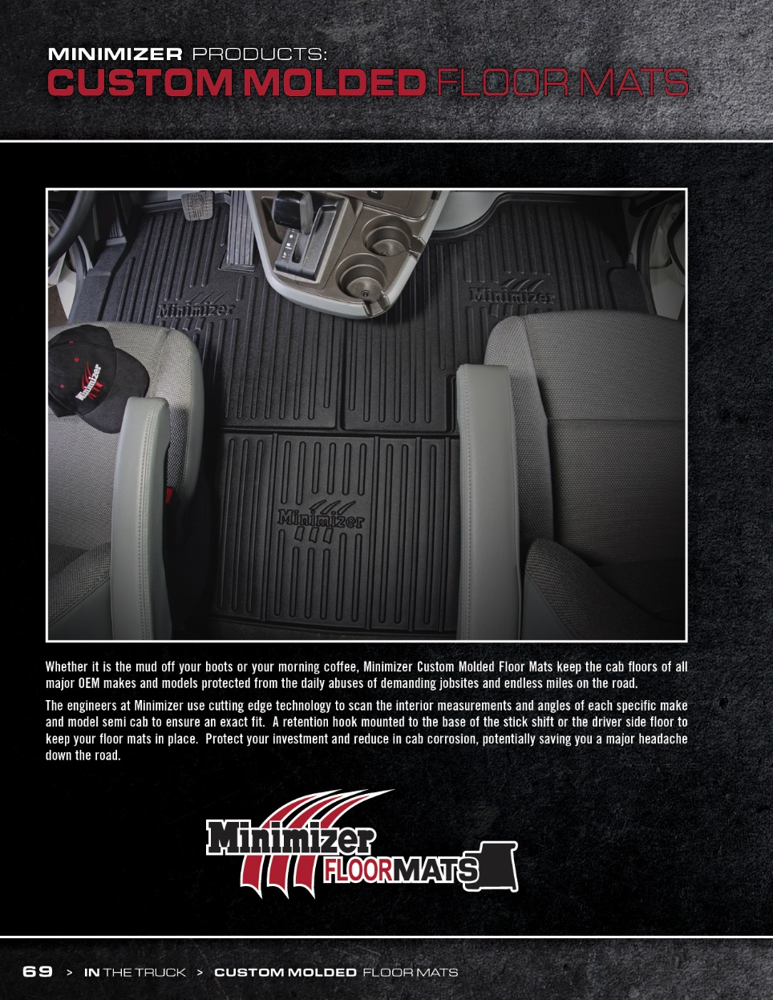 MINIMIZER PRODUCTS:
CUSTOM MOLDED FLOOR MATS
Minimizer
Minimizer
Minimizer
Minimizer
Whether it is the mud off your boots or your morning coffee, Minimizer Custom Molded Floor Mats keep the cab floors of all
major OEM makes and models protected from the daily abuses of demanding jobsites and endless miles on the road.
The engineers at Minimizer use cutting edge technology to scan the interior measurements and angles of each specific make
and model semi cab to ensure an exact fit.  A retention hook mounted to the base of the stick shift or the driver side floor to
keep your floor mats in place.  Protect your investment and reduce in cab corrosion, potentially saving you a major headache
down the road.
Minimizer
FLOORMATS
69 > IN THE TRUCK > CUSTOM MOLDED FLOOR MATS